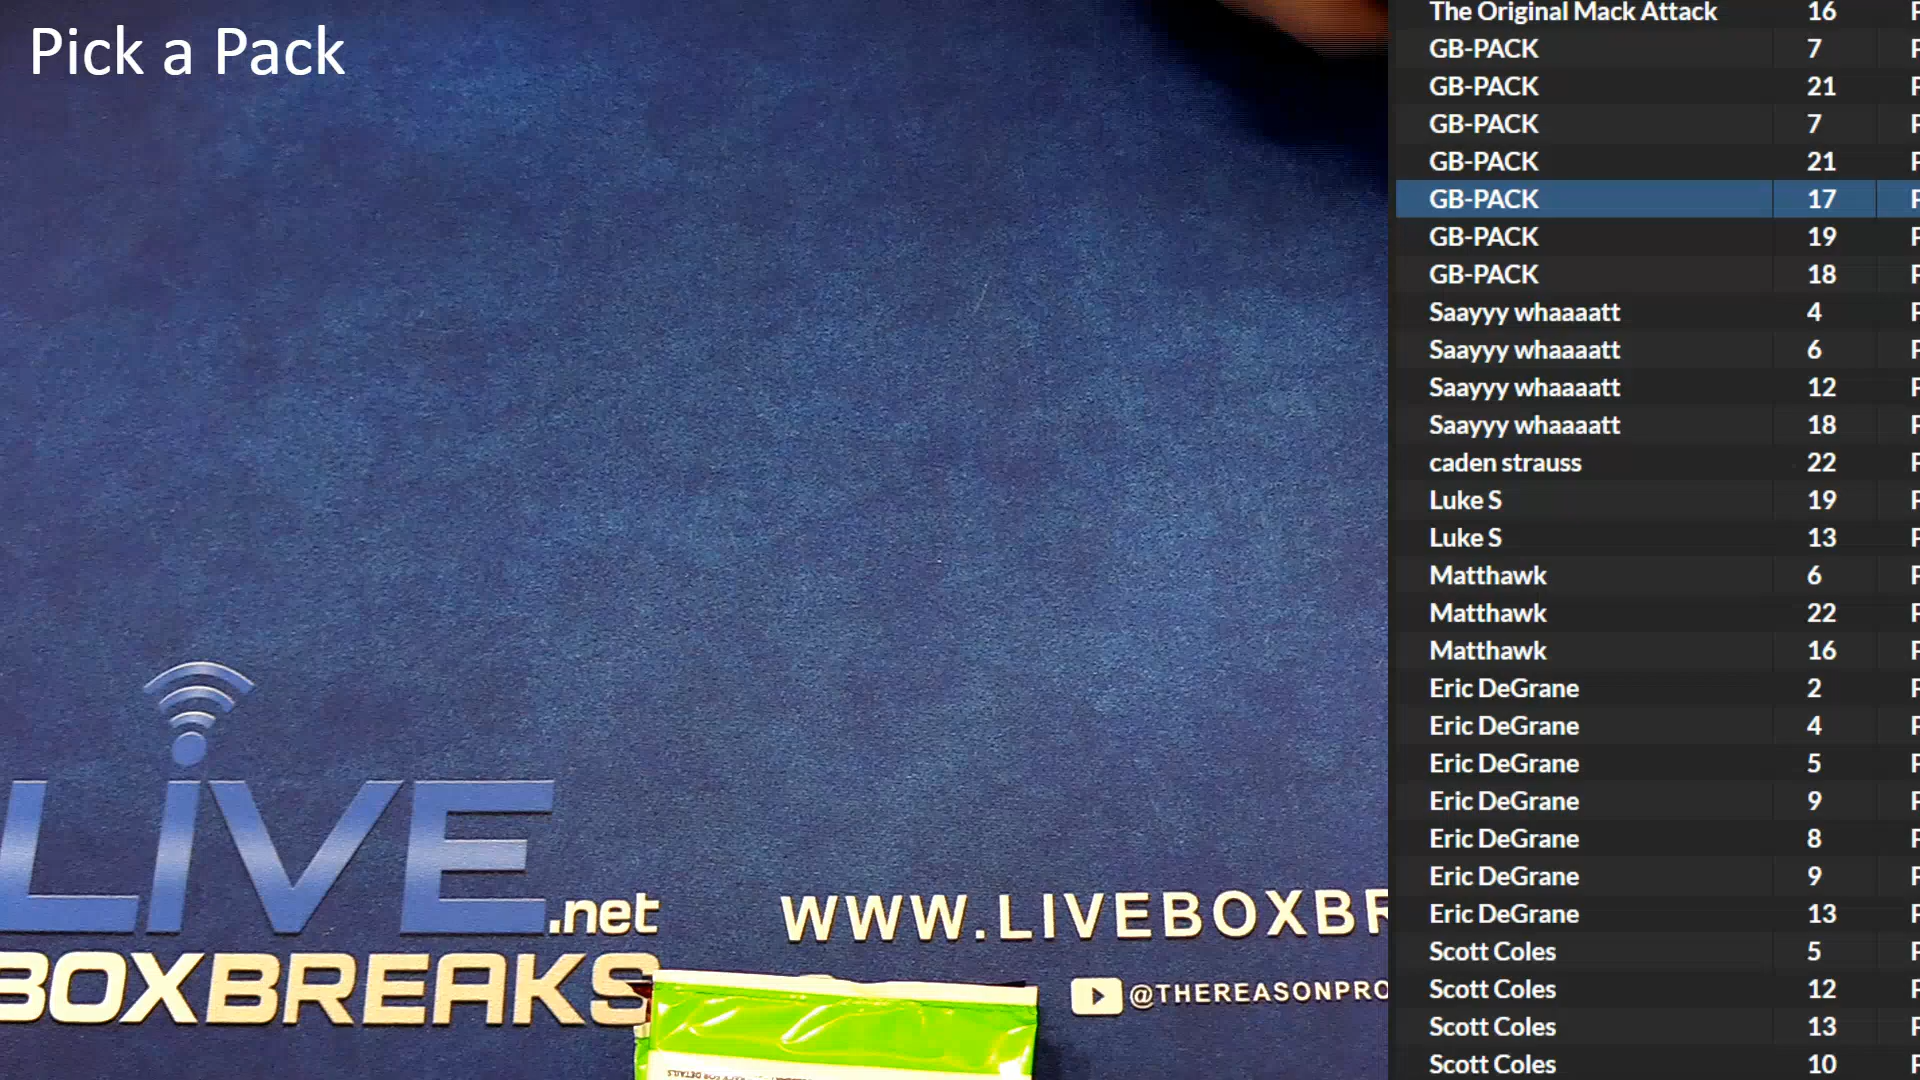 Pick a Pack
The Original Mack Attack 16
GB-PACK 7
GB-PACK 21
GB-PACK 7
GB-PACK 21
GB-PACK 17
GB-PACK 19
GB-PACK 18
Saayyy whaaaatt 4
Saayyy whaaaatt 6
Saayyy whaaaatt 12
Saayyy whaaaatt 18
caden strauss 22
Luke S 19
Luke S 13
Matthawk 6
Matthawk 22
Matthawk 16
Eric DeGrane 2
Eric DeGrane 4
Eric DeGrane 5
Eric DeGrane 9
Eric DeGrane 8
Eric DeGrane 9
Eric DeGrane 13
Scott Coles 5
Scott Coles 12
Scott Coles 13
Scott Coles 10
LiVE.net
BOXBREAKS
WWW.LIVEBOXBR
@THEREASONPRO
FOR DETAILS